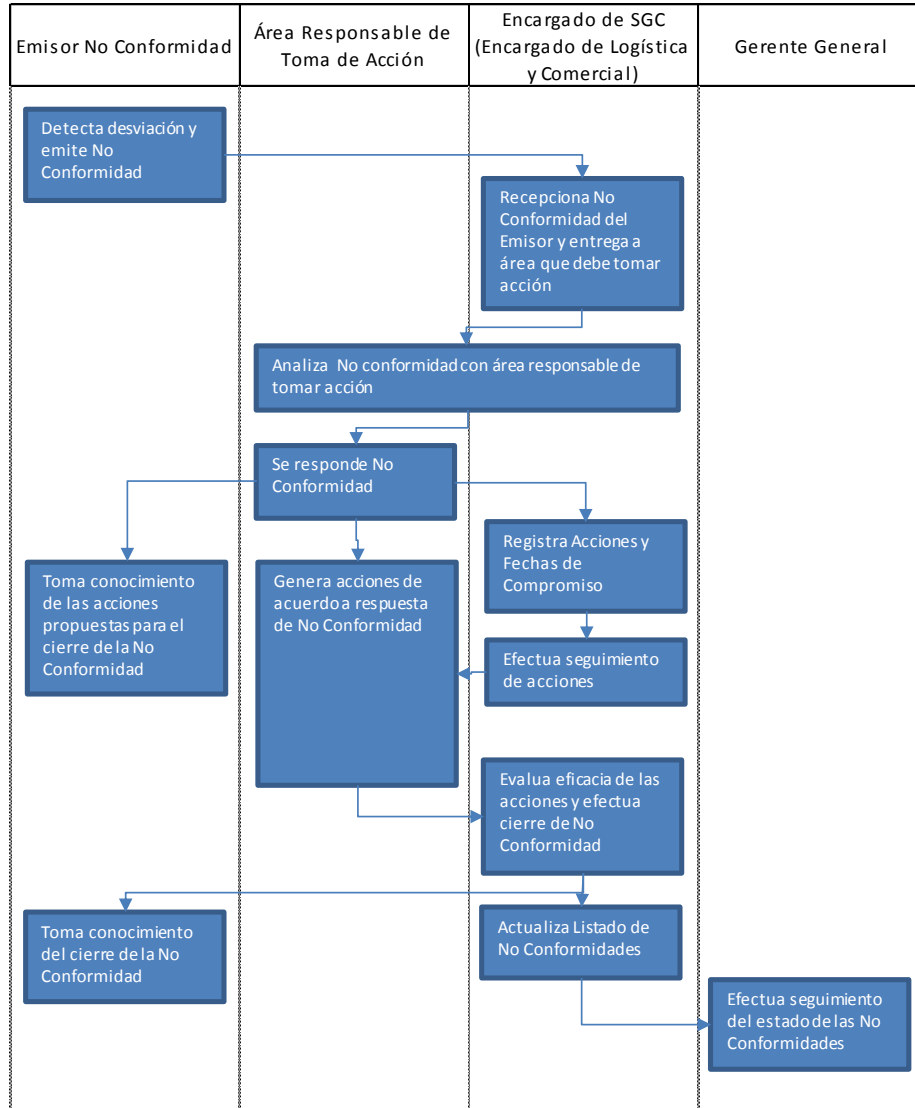 Emisor No Conformidad
Área Responsable de
Toma de Acción
Encargado de SGC
(Encargado de Logística
y Comercial)
Gerente General
Detecta desviación y
emite No
Conformidad
Recepciona No
Conformidad del
Emisor y entrega a
área que debe tomar
acción
Analiza No conformidad con área responsable de
tomar acción
Se responde No
Conformidad
Registra Acciones y
Fechas de
Compromiso
Toma conocimiento
de las acciones
propuestas para el
cierre de la No
Conformidad
Genera acciones de
acuerdo a respuesta
de No Conformidad
Efectua seguimiento
de acciones
Evalua eficacia de las
acciones y efectua
cierre de No
Conformidad
Toma conocimiento
del cierre de la No
Conformidad
Actualiza Listado de
No Conformidades
Efectua seguimiento
del estado de las No
Conformidades